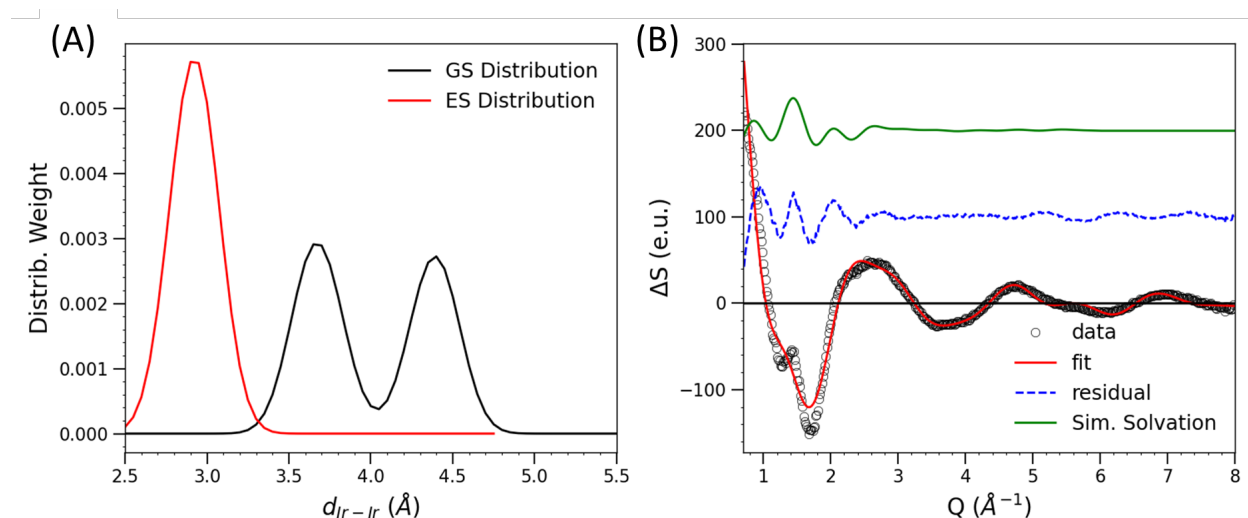 (A)
Distrib. Weight
0.005
0.004
0.003
0.002
0.001
0.000
GS Distribution
ES Distribution
2.5 3.0 3.5 4.0 4.5 5.0 5.5
d_{Ir−Ir} (Å)
(B)
ΔS (e.u.)
300
200
100
0
−100
data
fit
residual
Sim. Solvation
1 2 3 4 5 6 7 8
Q (Å⁻¹)